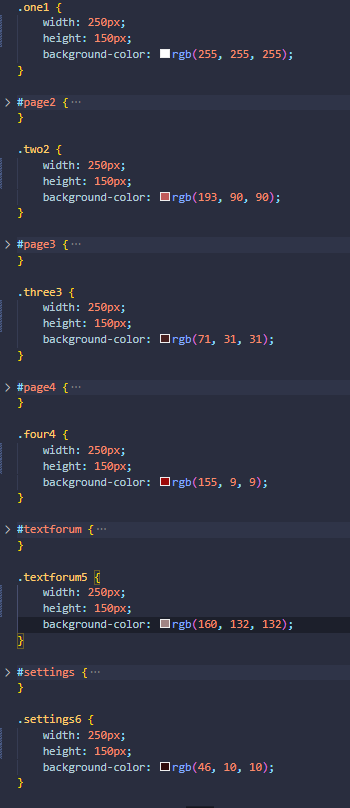 .one1 {
width: 250px;
height: 150px;
background-color: rgb(255, 255, 255);
}
#page2 {···
}
.two2 {
width: 250px;
height: 150px;
background-color: rgb(193, 90, 90);
}
#page3 {···
}
.three3 {
width: 250px;
height: 150px;
background-color: rgb(71, 31, 31);
}
#page4 {···
}
.four4 {
width: 250px;
height: 150px;
background-color: rgb(155, 9, 9);
}
#textforum {···
}
.textforum5 {
width: 250px;
height: 150px;
background-color: rgb(160, 132, 132);
}
#settings {···
}
.settings6 {
width: 250px;
height: 150px;
background-color: rgb(46, 10, 10);
}